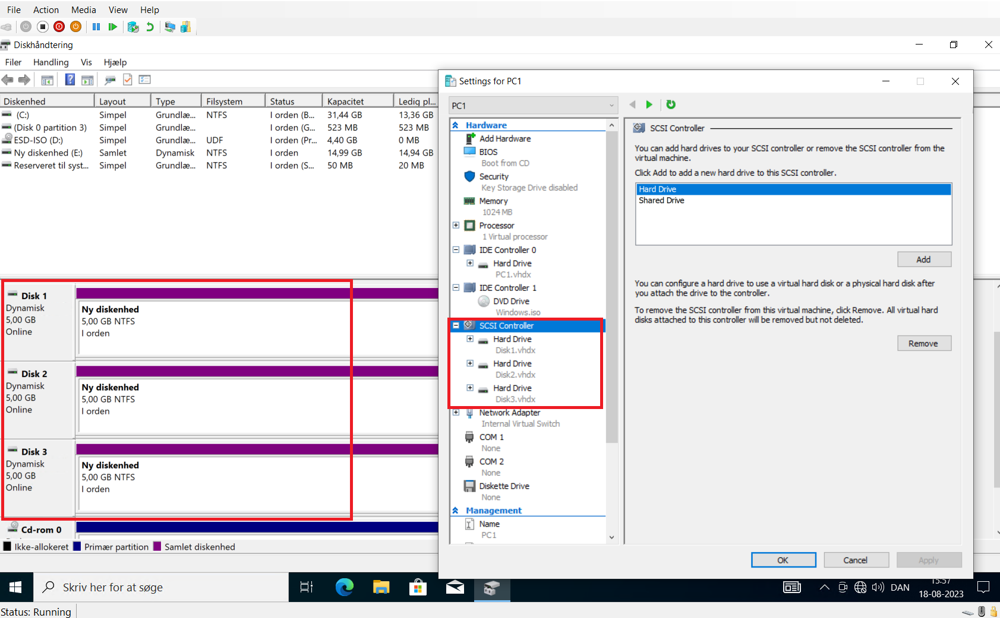 File Action Media View Help
Diskhåndtering
Filer Handling Vis Hjælp
Diskenhed Layout Type Filsystem Status Kapacitet Ledig pl...
(C:) Simpel Grundlæ... NTFS I orden (B... 31,44 GB 13,36 GB
(Disk 0 partition 3) Simpel Grundlæ... I orden (G... 523 MB 523 MB
ESD-ISO (D:) Simpel Grundlæ... UDF I orden (Pr... 4,40 GB 0 MB
Ny diskenhed (E:) Samlet Dynamisk NTFS I orden 14,99 GB 14,94 GB
Reserveret til syst... Simpel Grundlæ... NTFS I orden (S... 50 MB 20 MB
Disk 1
Dynamisk
5,00 GB
Online
Ny diskenhed
5,00 GB NTFS
I orden
Disk 2
Dynamisk
5,00 GB
Online
Ny diskenhed
5,00 GB NTFS
I orden
Disk 3
Dynamisk
5,00 GB
Online
Ny diskenhed
5,00 GB NTFS
I orden
Cd-rom 0
Ikke-allokeret Primær partition Samlet diskenhed
Settings for PC1
PC1
Hardware
Add Hardware
BIOS
Boot from CD
Security
Key Storage Drive disabled
Memory
1024 MB
Processor
1 Virtual processor
IDE Controller 0
Hard Drive
PC1.vhdx
IDE Controller 1
DVD Drive
Windows.iso
SCSI Controller
Hard Drive
Disk1.vhdx
Hard Drive
Disk2.vhdx
Hard Drive
Disk3.vhdx
Network Adapter
Internal Virtual Switch
COM 1
None
COM 2
None
Diskette Drive
None
Management
Name
PC1
SCSI Controller
You can add hard drives to your SCSI controller or remove the SCSI controller from the
virtual machine.
Click Add to add a new hard drive to this SCSI controller.
Hard Drive
Shared Drive
Add
You can configure a hard drive to use a virtual hard disk or a physical hard disk after
you attach the drive to the controller.
To remove the SCSI controller from this virtual machine, click Remove. All virtual hard
disks attached to this controller will be removed but not deleted.
Remove
OK Cancel Apply
Skriv her for at søge
DAN
15:57
18-08-2023
Status: Running